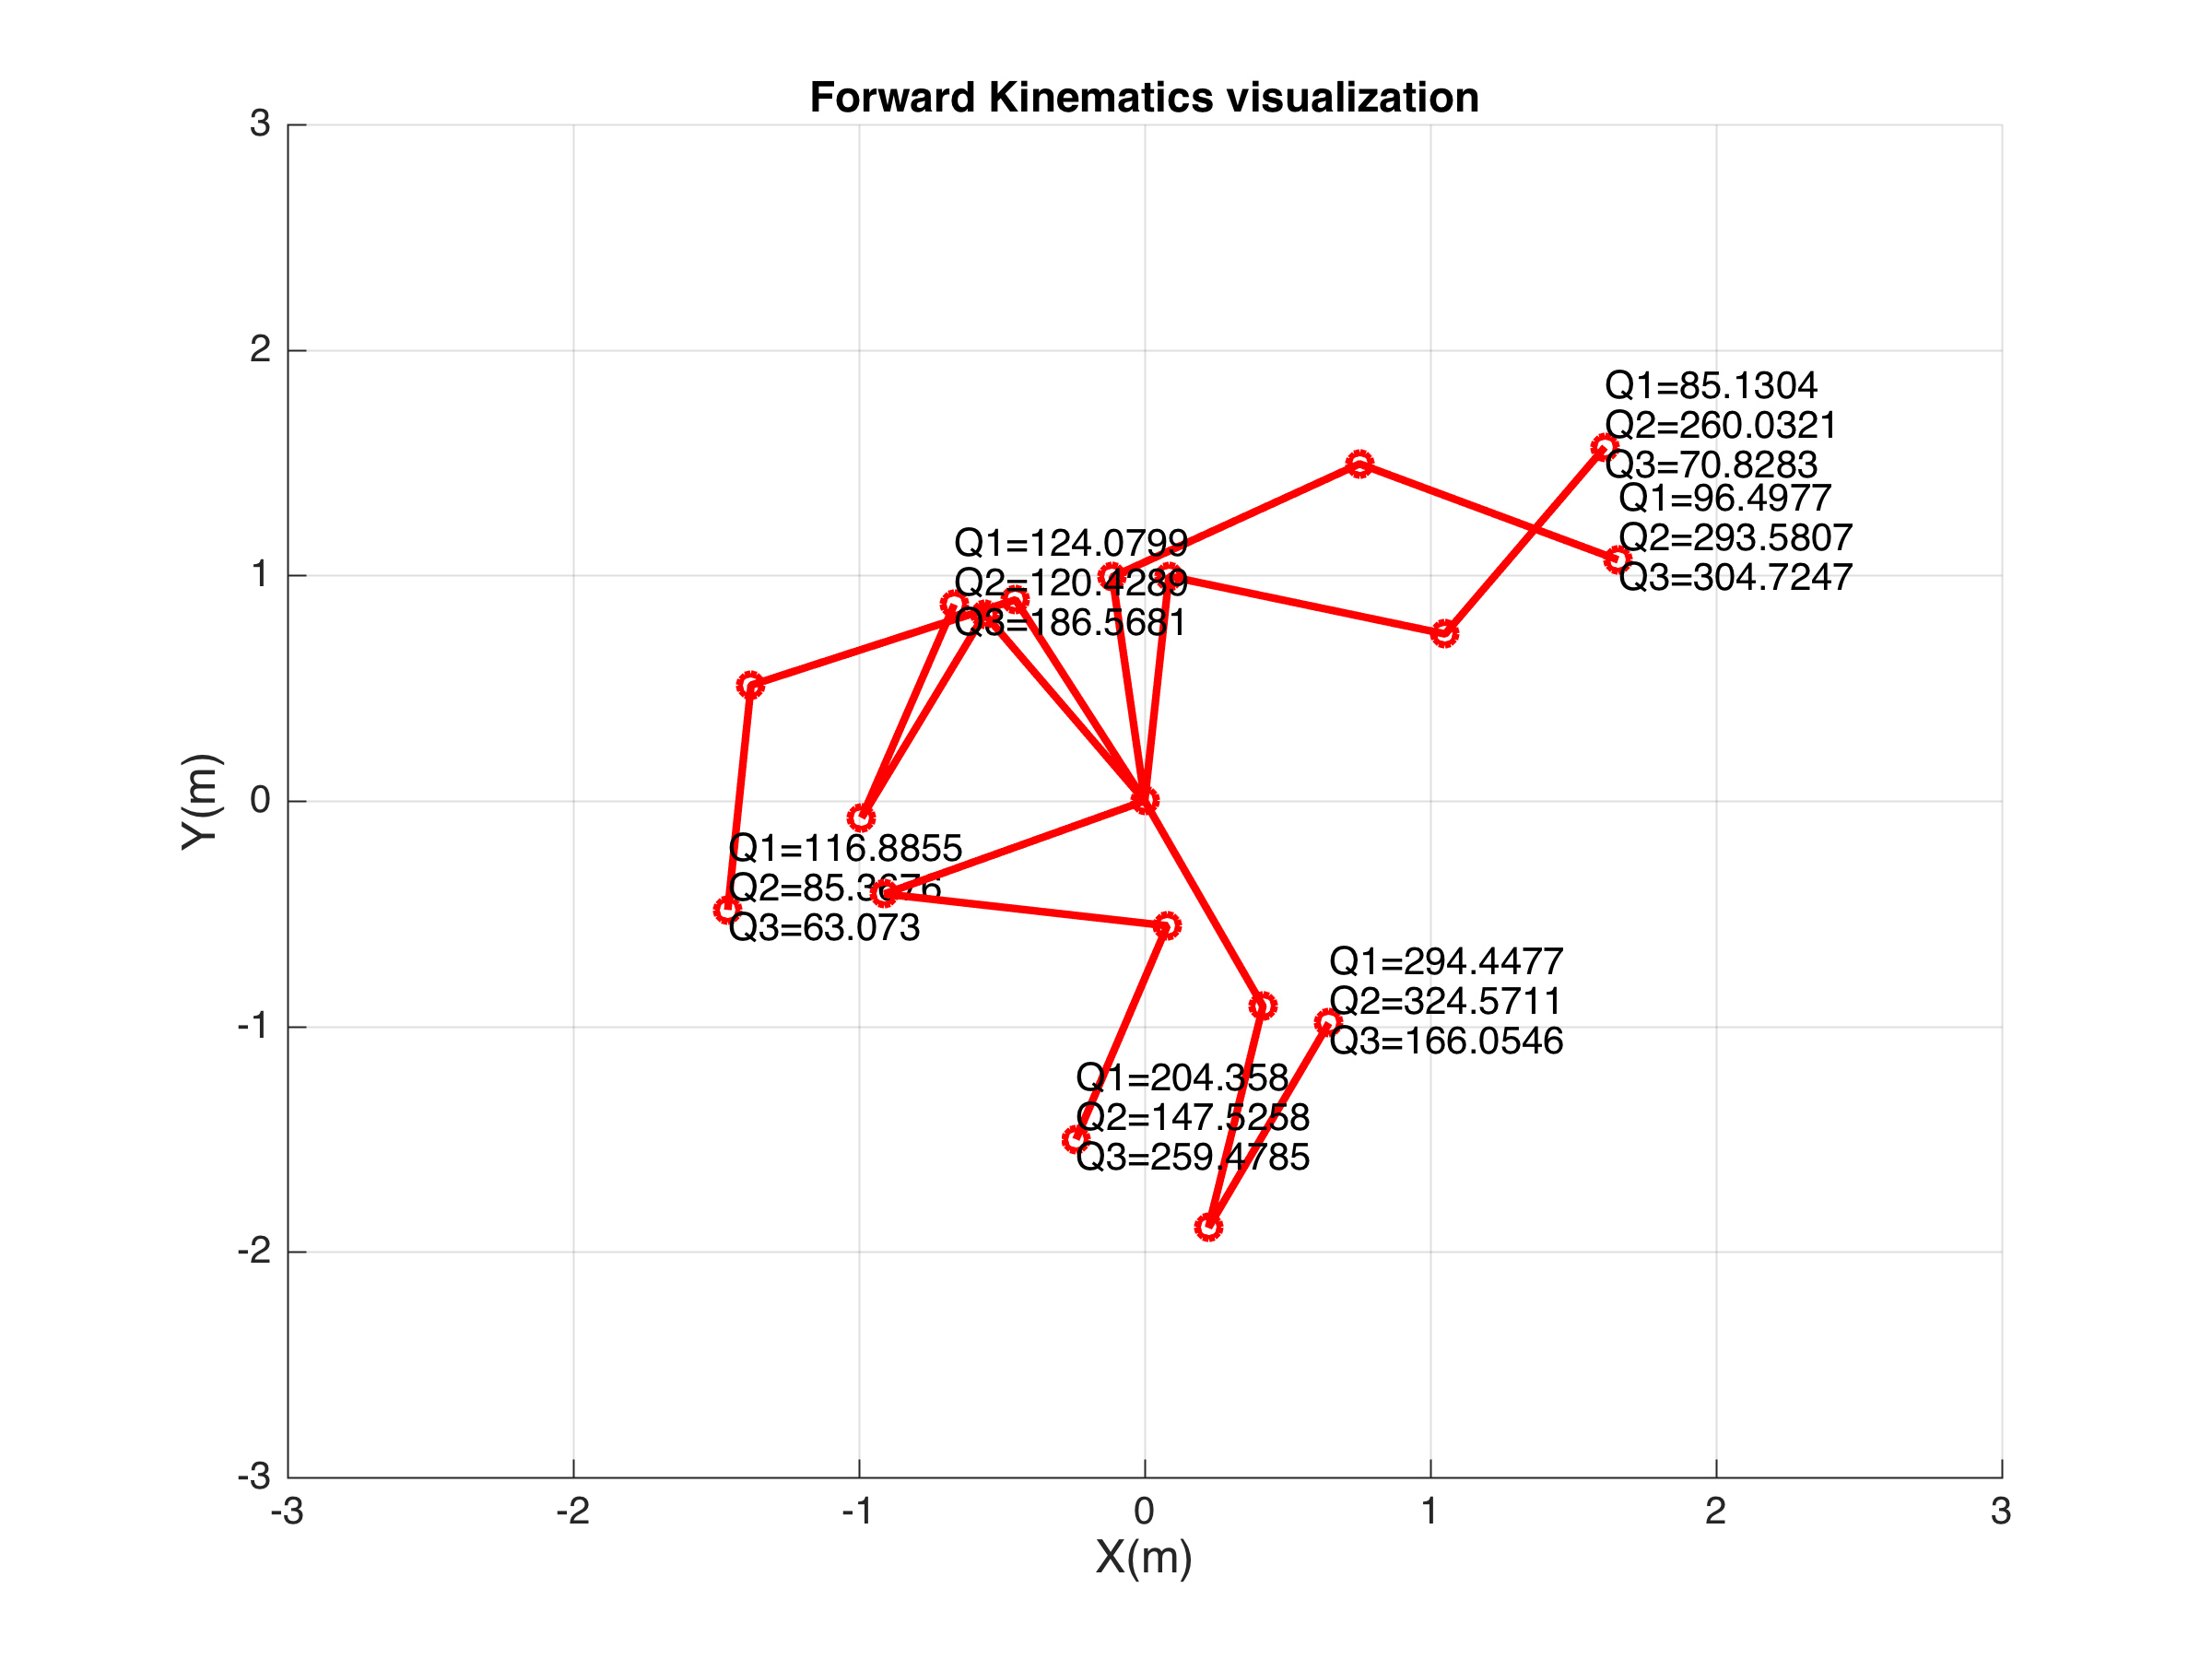 Forward Kinematics visualization
3
2
1
0
-1
-2
-3
Y(m)
Q1=85.1304
Q2=260.0321
Q3=70.8283
Q1=96.4977
Q2=293.5807
Q3=304.7247
Q1=124.0799
Q2=120.4289
Q3=186.5681
Q1=116.8855
Q2=85.3676
Q3=63.073
Q1=294.4477
Q2=324.5711
Q3=166.0546
Q1=204.358
Q2=147.5258
Q3=259.4785
-3
-2
-1
0
1
2
3
X(m)